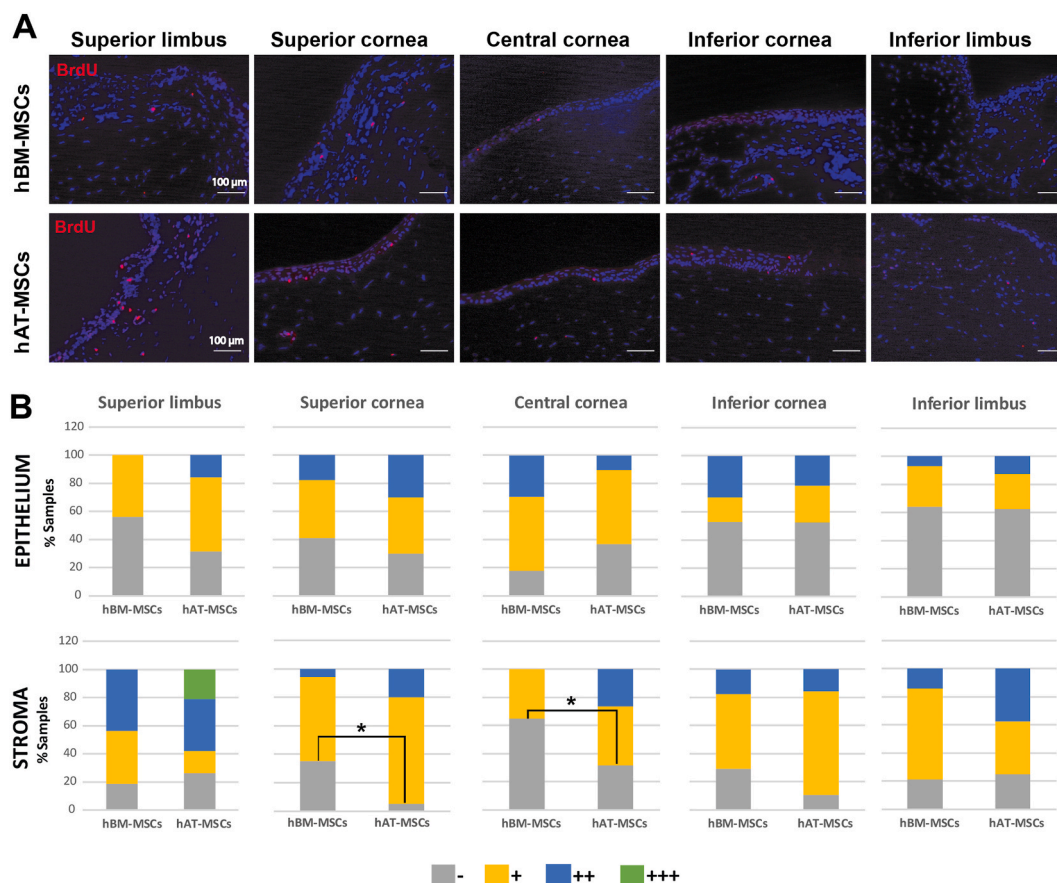 A
Superior limbus Superior cornea Central cornea Inferior cornea Inferior limbus
hBM-MSCs
BrdU
100 µm
hAT-MSCs
BrdU
100 µm
B
Superior limbus Superior cornea Central cornea Inferior cornea Inferior limbus
EPITHELIUM
% Samples
120
100
80
60
40
20
0
hBM-MSCs hAT-MSCs hBM-MSCs hAT-MSCs hBM-MSCs hAT-MSCs hBM-MSCs hAT-MSCs hBM-MSCs hAT-MSCs
STROMA
% Samples
120
100
80
60
40
20
0
* *
hBM-MSCs hAT-MSCs hBM-MSCs hAT-MSCs hBM-MSCs hAT-MSCs hBM-MSCs hAT-MSCs hBM-MSCs hAT-MSCs
- + ++ +++